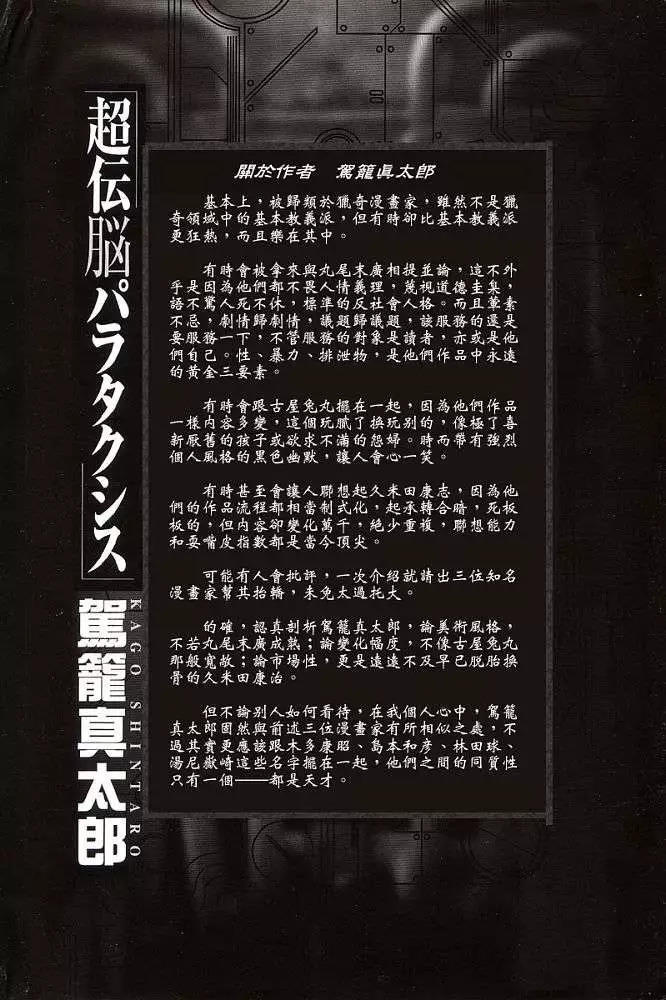 「超伝脳パラタクシス」
駕籠真太郎
KAGO SHINTARO
關於作者　駕籠真太郎
基本上，被歸類於獵奇漫畫家，雖然不是獵
奇領域中的基本教義派，但有時卻比基本教義派
更狂熱，而且樂在其中。
有時會被拿來與丸尾末廣相提並論，這不外
乎是因為他們都不畏人情義理，蔑視道德圭臬，
語不驚人死不休，標準的反社會人格。而且葷素
不忌，劇情歸劇情，議題歸議題，該服務的還是
要服務一下，不管服務的對象是讀者，亦或是他
們自己。性、暴力、排泄物，是他們作品中永遠
的黃金三要素。
有時會跟古屋兔丸擺在一起，因為他們作品
一樣內容多變，這個玩膩了換玩別的，像極了喜
新厭舊的孩子或欲求不滿的怨婦。時而帶有強烈
個人風格的黑色幽默，讓人會心一笑。
有時甚至會讓人聯想起久米田康志，因為他
們的作品流程都相當制式化，起承轉合暗，死板
板的，但內容卻變化萬千，絕少重複，聯想能力
和耍嘴皮指數都是當今頂尖。
可能有人會批評，一次介紹就請出三位知名
漫畫家幫其抬轎，未免太過托大。
的確，認真剖析駕籠真太郎，論美術風格，
不若丸尾末廣成熟；論變化幅度，不像古屋兔丸
那般寬敞；論市場性，更是遠遠不及早已脫胎換
骨的久米田康治。
但不論別人如何看待，在我個人心中，駕籠
真太郎固然與前述三位漫畫家有所相似之處，不
過其實更應該跟木多康昭、島本和彥、林田球、
湯尼嶽崎這些名字擺在一起，他們之間的同質性
只有一個——都是天才。